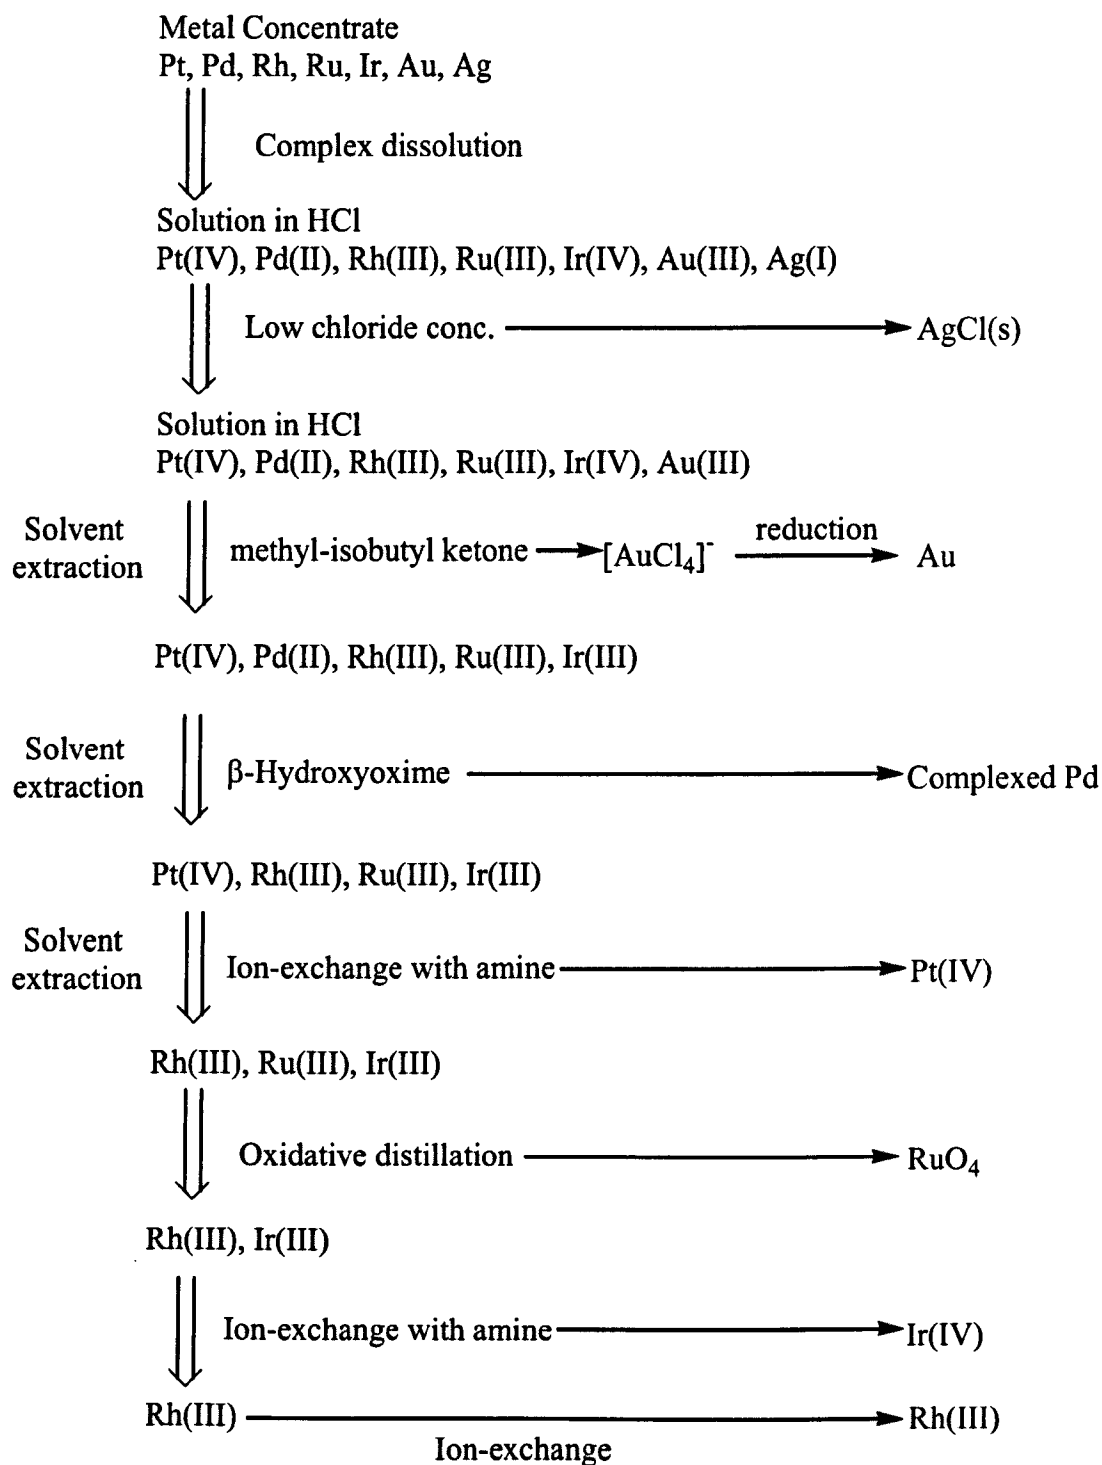 Metal Concentrate
Pt, Pd, Rh, Ru, Ir, Au, Ag
Complex dissolution
Solution in HCl
Pt(IV), Pd(II), Rh(III), Ru(III), Ir(IV), Au(III), Ag(I)
Low chloride conc.
AgCl(s)
Solution in HCl
Pt(IV), Pd(II), Rh(III), Ru(III), Ir(IV), Au(III)
Solvent
extraction
methyl-isobutyl ketone
[AuCl₄]⁻
reduction
Au
Pt(IV), Pd(II), Rh(III), Ru(III), Ir(III)
Solvent
extraction
β-Hydroxyoxime
Complexed Pd
Pt(IV), Rh(III), Ru(III), Ir(III)
Solvent
extraction
Ion-exchange with amine
Pt(IV)
Rh(III), Ru(III), Ir(III)
Oxidative distillation
RuO₄
Rh(III), Ir(III)
Ion-exchange with amine
Ir(IV)
Rh(III)
Rh(III)
Ion-exchange